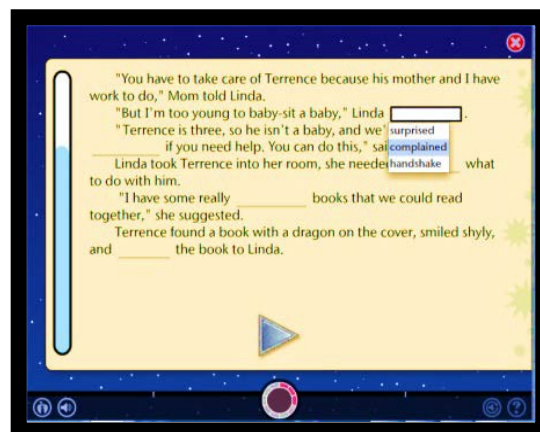 "You have to take care of Terrence because his mother and I have
work to do," Mom told Linda.
"But I'm too young to baby-sit a baby," Linda .
"Terrence is three, so he isn't a baby, and we'
surprised
if you need help. You can do this," sai
complained
Linda took Terrence into her room, she neede what
handshake
to do with him.
"I have some really books that we could read
together," she suggested.
Terrence found a book with a dragon on the cover, smiled shyly,
and the book to Linda.